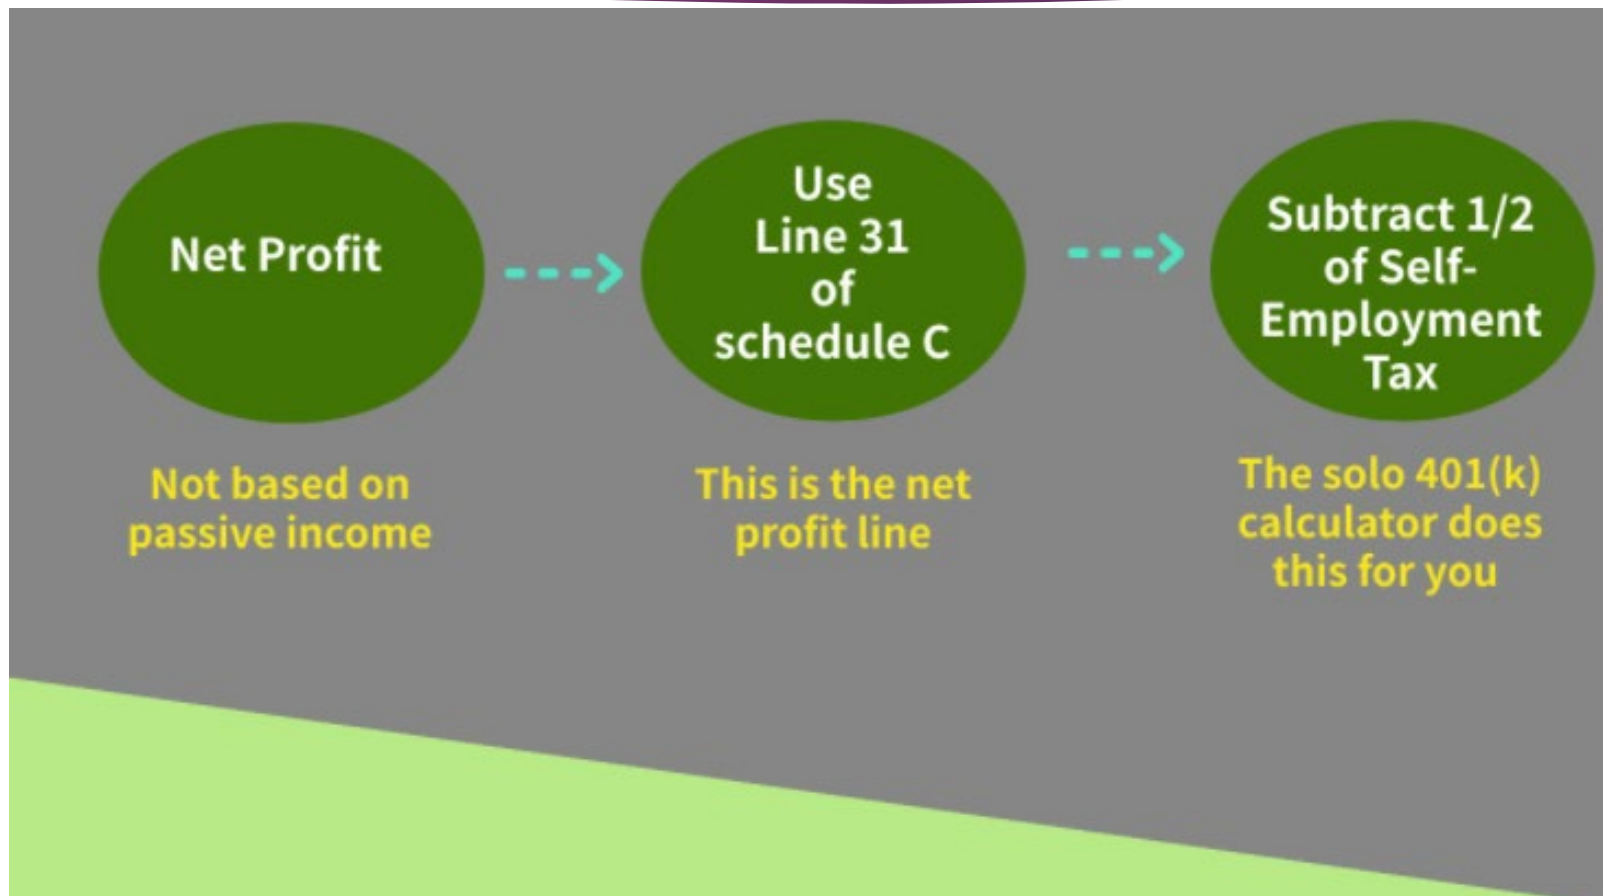 Net Profit
Not based on
passive income
Use
Line 31
of
schedule C
This is the net
profit line
Subtract 1/2
of Self-
Employment
Tax
The solo 401(k)
calculator does
this for you